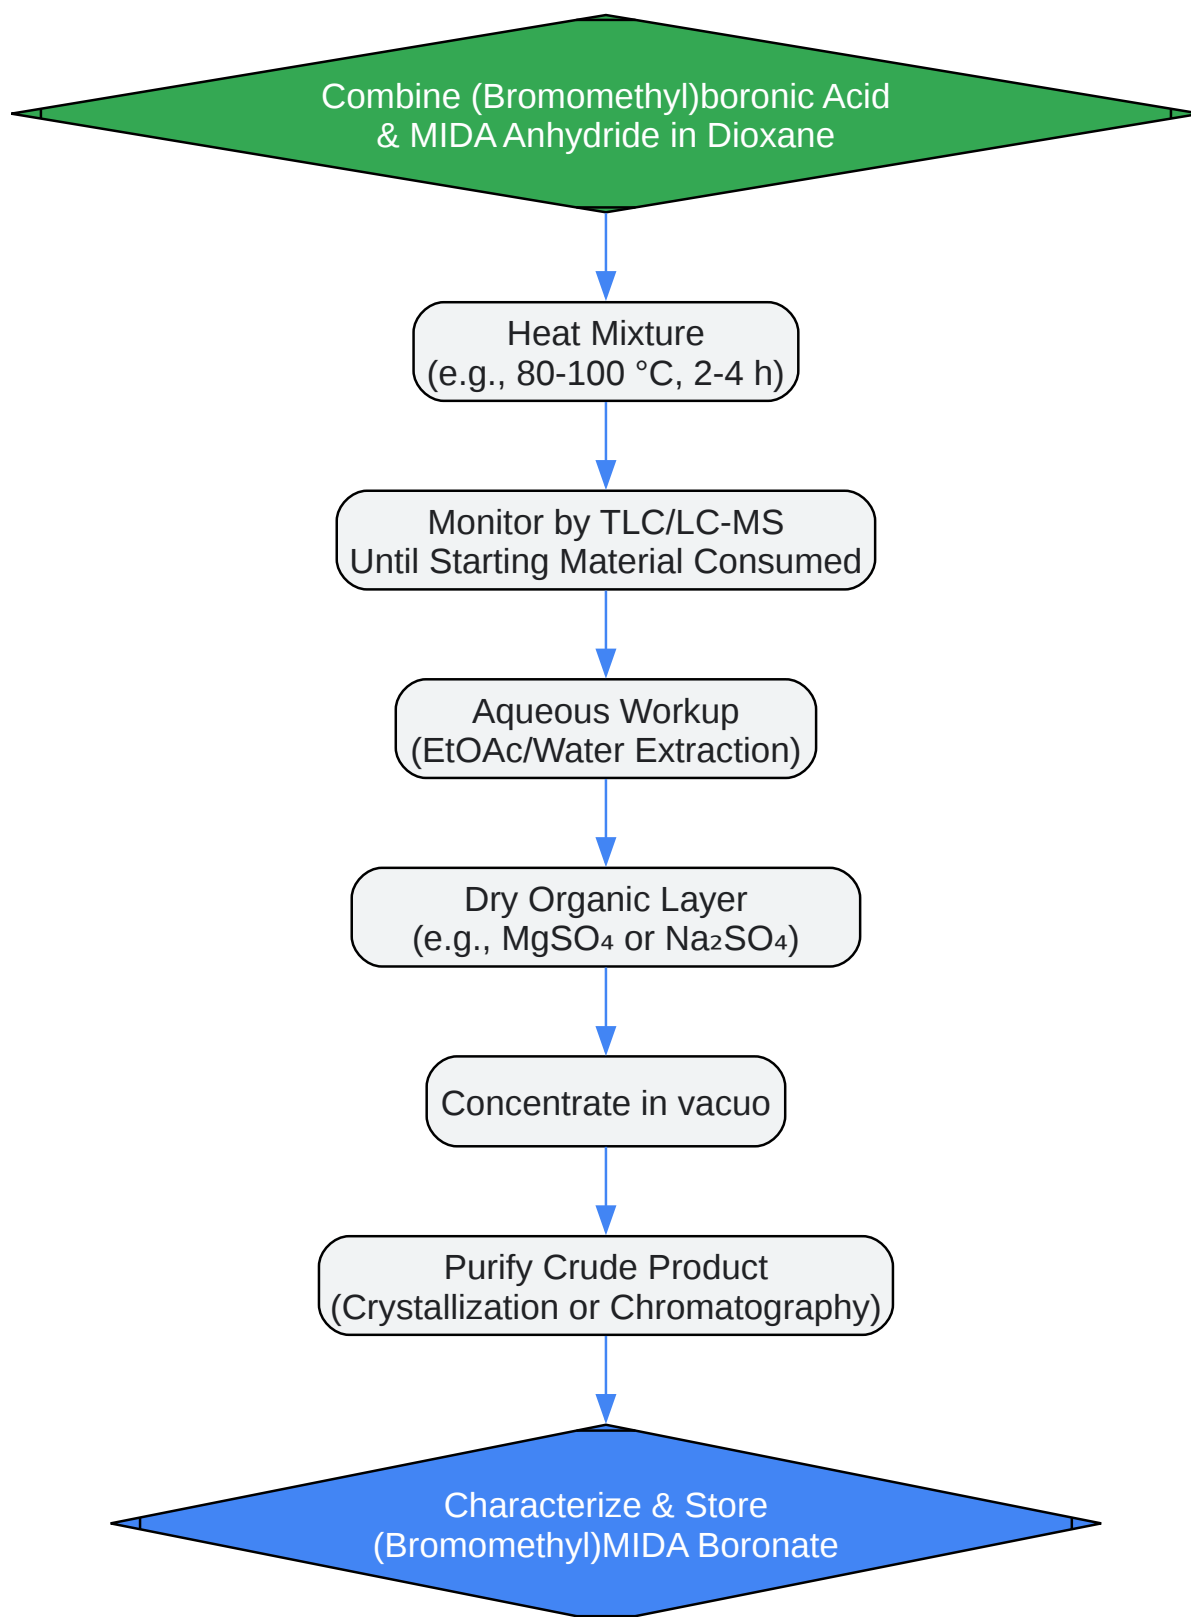 Combine (Bromomethyl)boronic Acid
& MIDA Anhydride in Dioxane
Heat Mixture
(e.g., 80-100 °C, 2-4 h)
Monitor by TLC/LC-MS
Until Starting Material Consumed
Aqueous Workup
(EtOAc/Water Extraction)
Dry Organic Layer
(e.g., MgSO₄ or Na₂SO₄)
Concentrate in vacuo
Purify Crude Product
(Crystallization or Chromatography)
Characterize & Store
(Bromomethyl)MIDA Boronate